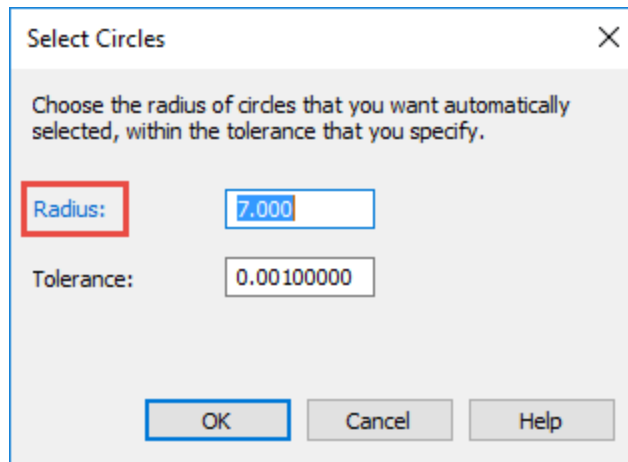 Select Circles
Choose the radius of circles that you want automatically
selected, within the tolerance that you specify.
Radius: 7.000
Tolerance: 0.00100000
OK Cancel Help